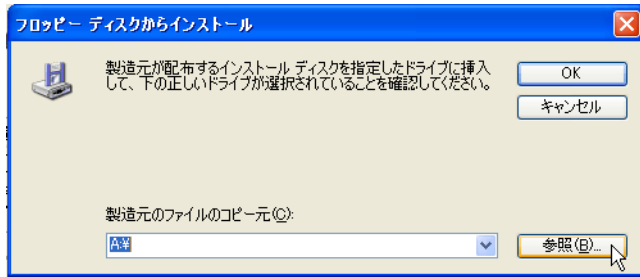 フロッピー ディスクからインストール
製造元が配布するインストール ディスクを指定したドライブに挿入
して、下の正しいドライブが選択されていることを確認してください。
OK
キャンセル
製造元のファイルのコピー元(C):
A:¥
参照(B)...